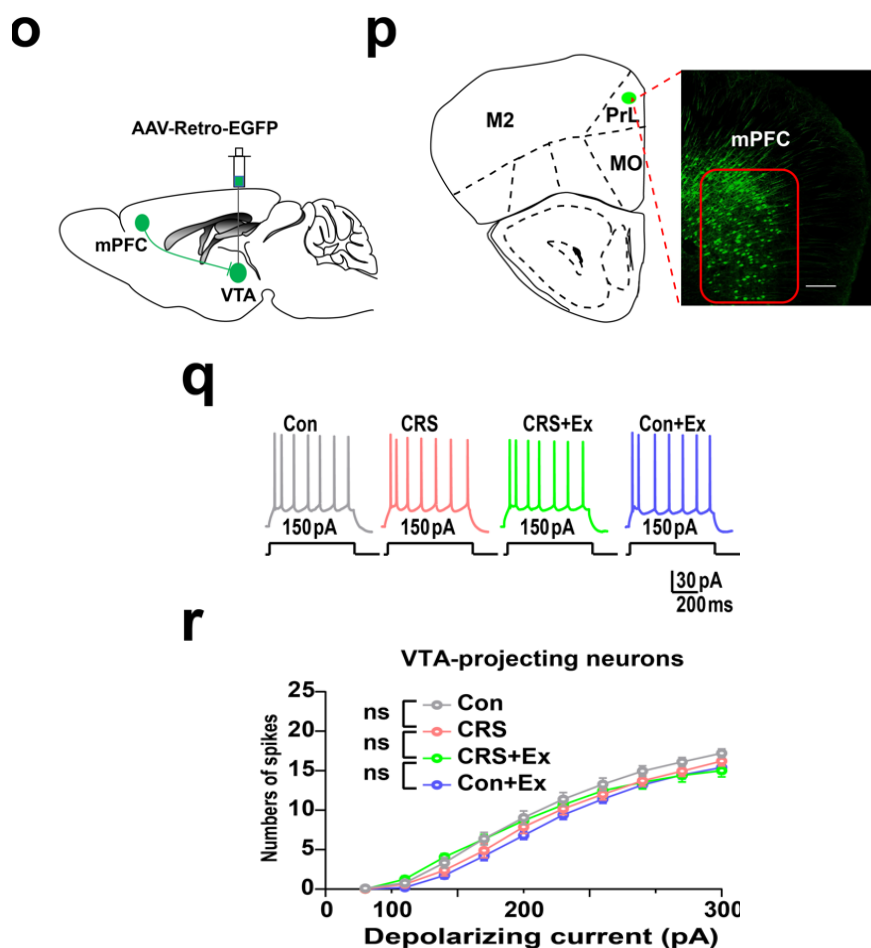 o
AAV-Retro-EGFP
mPFC
VTA
p
M2
PrL
MO
mPFC
q
Con CRS CRS+Ex Con+Ex
150 pA 150 pA 150 pA 150 pA
30 pA
200 ms
r
VTA-projecting neurons
Numbers of spikes
25
20
15
10
5
0
ns
ns
ns
Con
CRS
CRS+Ex
Con+Ex
0 100 200 300
Depolarizing current (pA)